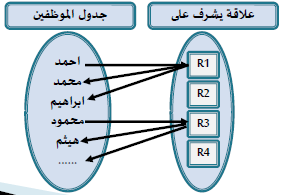 علاقة يشرف على
جدول الموظفين
R1
R2
R3
R4
احمد
محمد
ابراهيم
محمود
هيثم
......